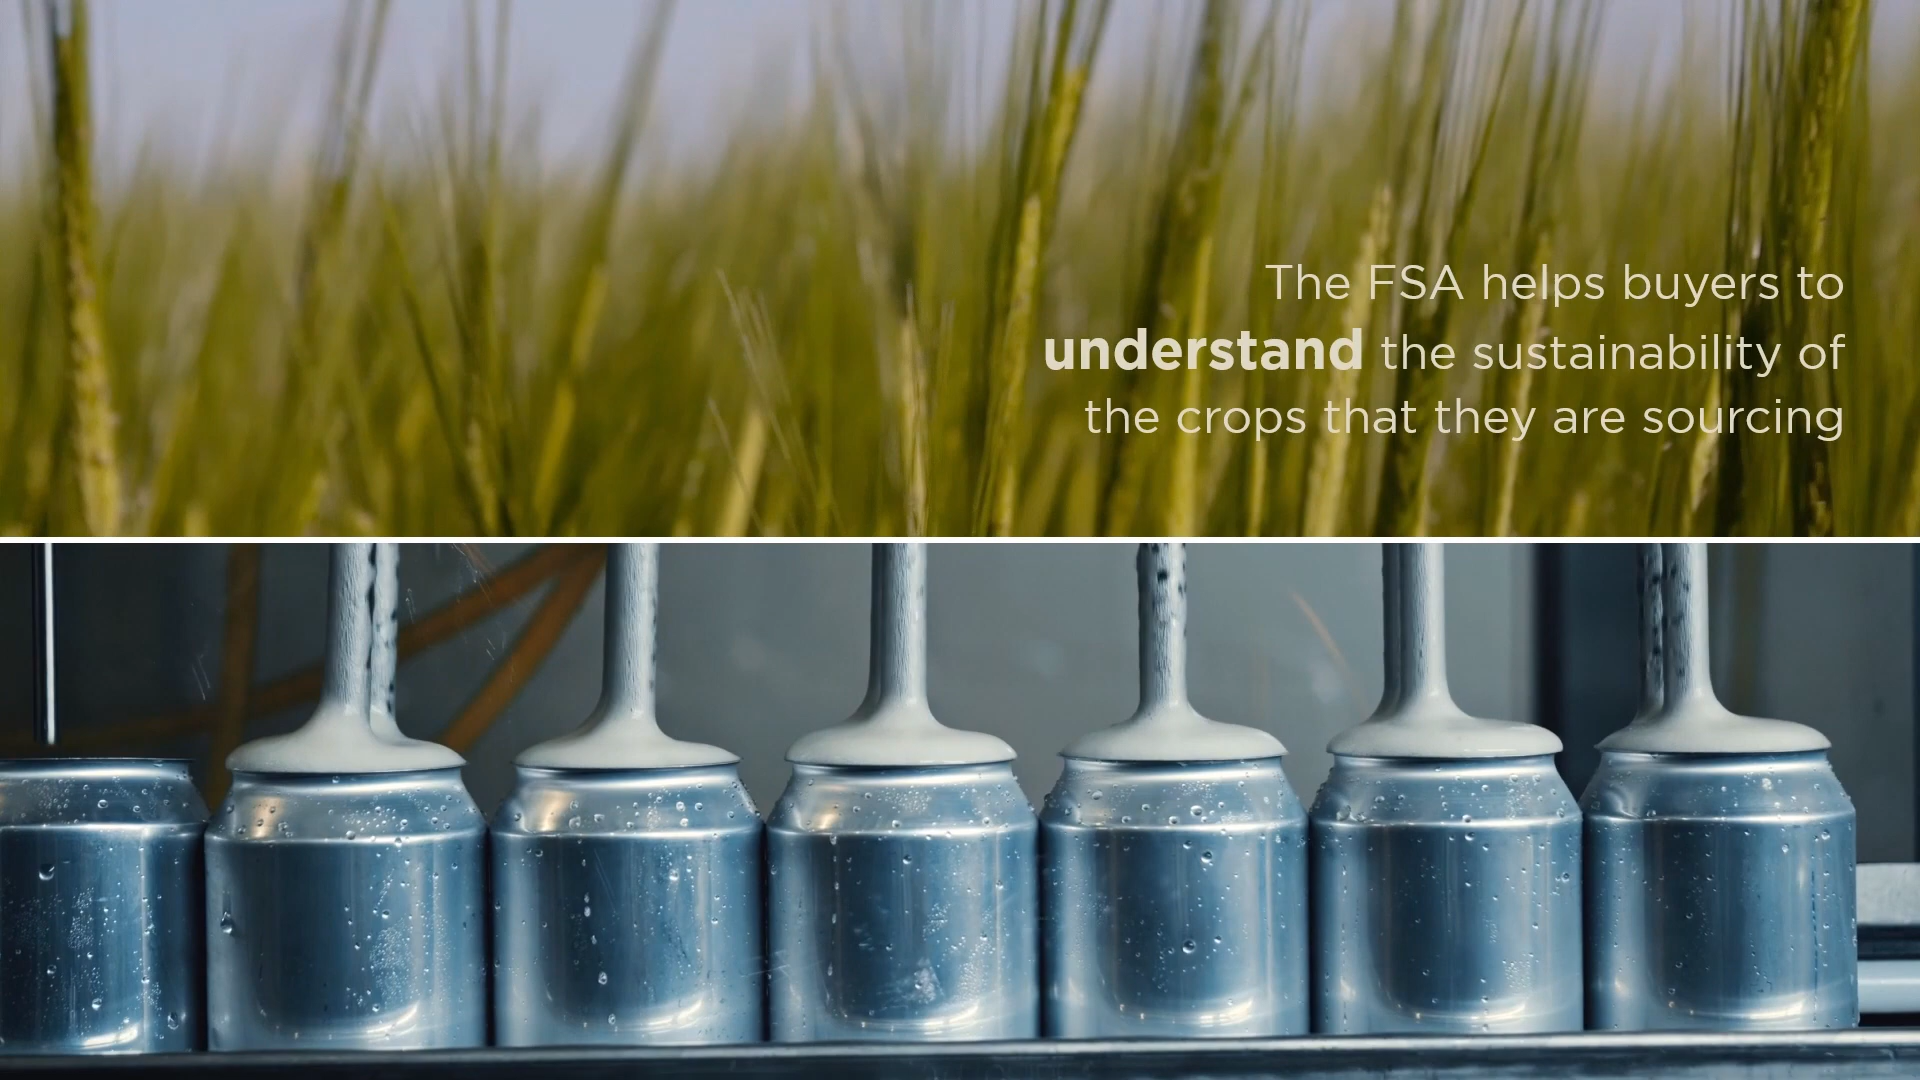 The FSA helps buyers to
understand the sustainability of
the crops that they are sourcing